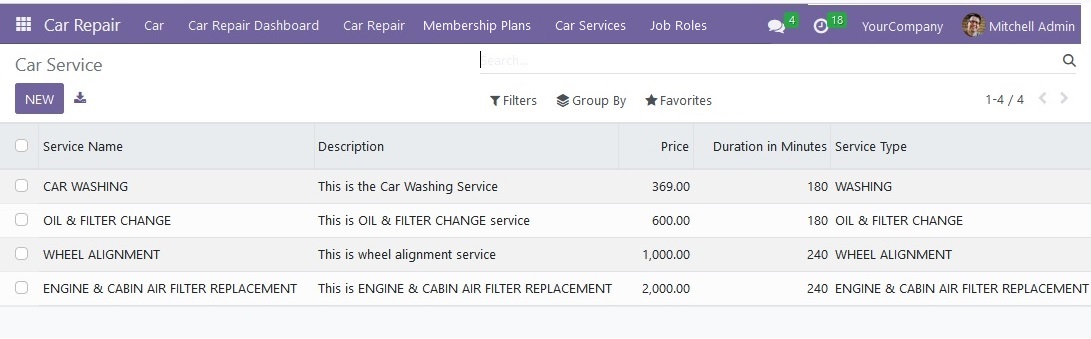 Car Repair Car Car Repair Dashboard Car Repair Membership Plans Car Services Job Roles 4 18 YourCompany Mitchell Admin
Car Service Search...
NEW Filters Group By Favorites 1-4 / 4
Service Name Description Price Duration in Minutes Service Type
CAR WASHING This is the Car Washing Service 369.00 180 WASHING
OIL & FILTER CHANGE This is OIL & FILTER CHANGE service 600.00 180 OIL & FILTER CHANGE
WHEEL ALIGNMENT This is wheel alignment service 1,000.00 240 WHEEL ALIGNMENT
ENGINE & CABIN AIR FILTER REPLACEMENT This is ENGINE & CABIN AIR FILTER REPLACEMENT 2,000.00 240 ENGINE & CABIN AIR FILTER REPLACEMENT